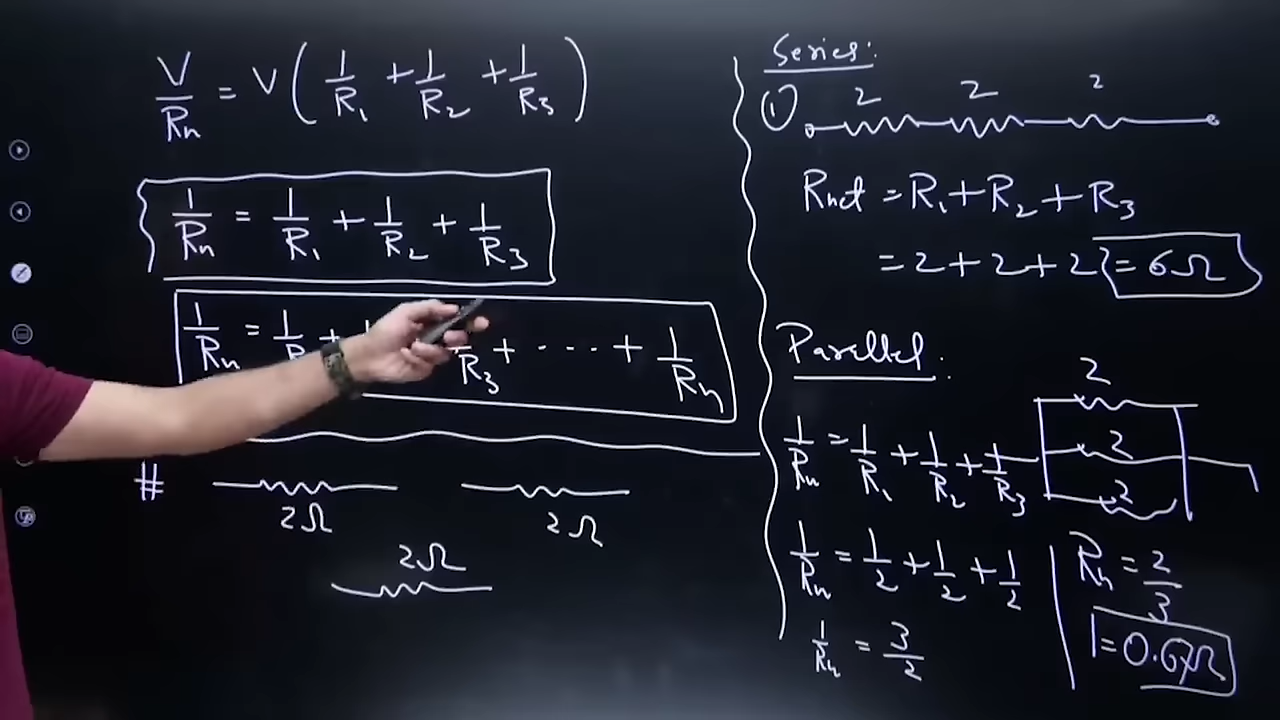 V/Rn = V(1/R1 + 1/R2 + 1/R3)
1/Rn = 1/R1 + 1/R2 + 1/R3
1/Rn = 1/R + R3 + ... + 1/Rn
#
2Ω
2Ω
2Ω
Series:
① 2 2 2
Rnet = R1 + R2 + R3
= 2 + 2 + 2 = 6Ω
Parallel:
2
2
2
1/Rn = 1/R1 + 1/R2 + 1/R3
1/Rn = 1/2 + 1/2 + 1/2
1/Rn = 3/2
Rn = 2/3
= 0.67Ω